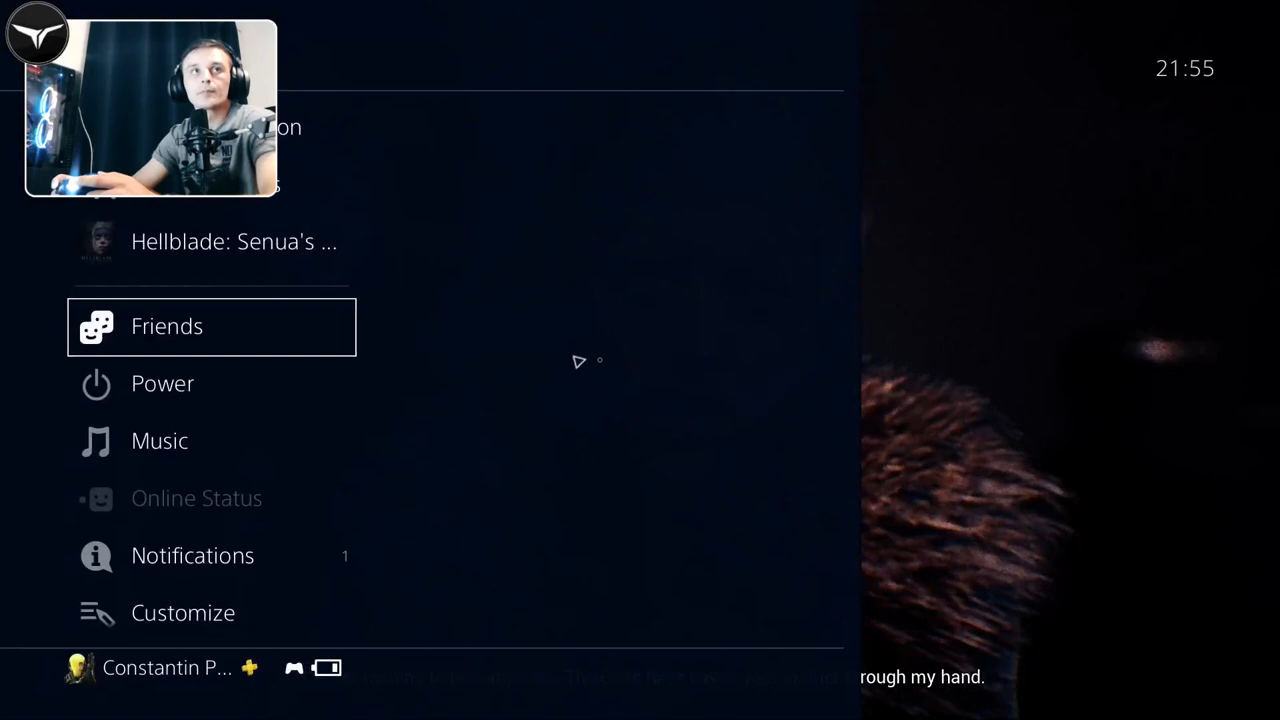 21:55
on
s
Hellblade: Senua's ...
Friends
Power
Music
Online Status
Notifications 1
Customize
Constantin P...
rough my hand.